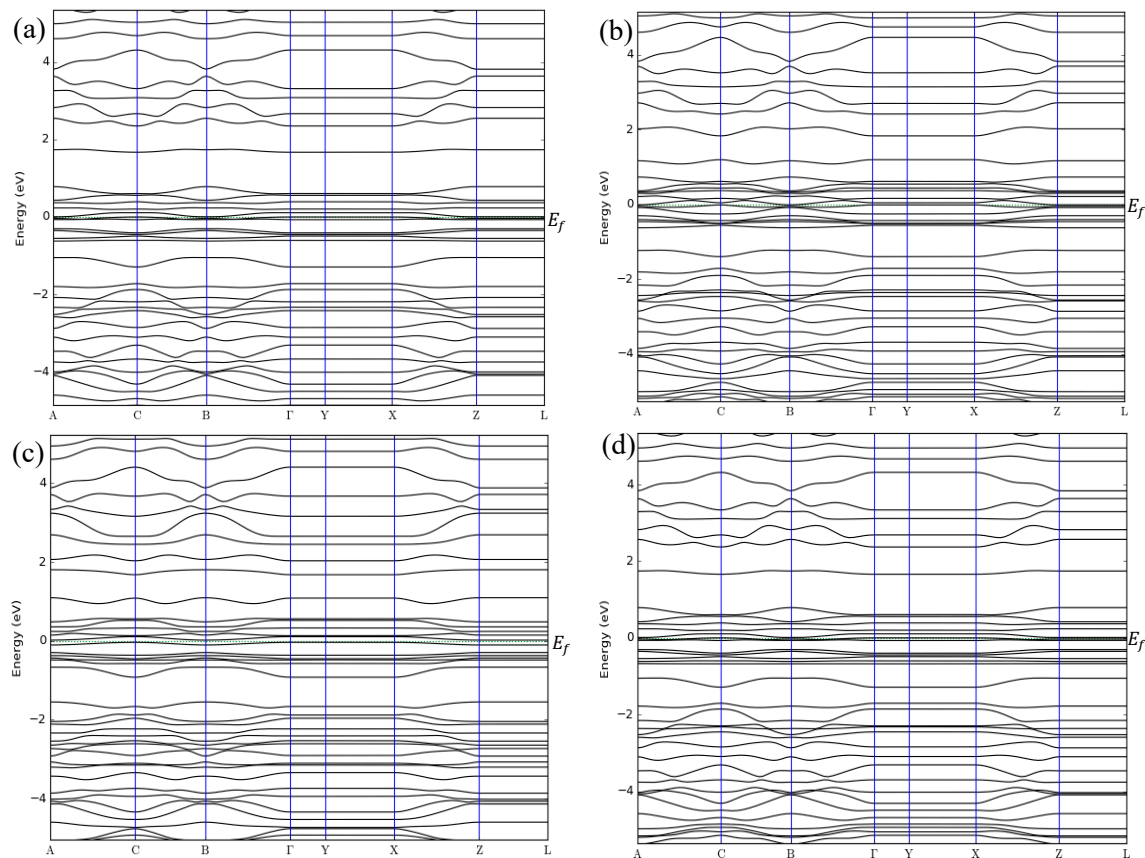 (a)
Energy (eV)
4
2
0
−2
−4
E_f
A C B Γ Y X Z L
(b)
Energy (eV)
4
2
0
−2
−4
E_f
A C B Γ Y X Z L
(c)
Energy (eV)
4
2
0
−2
−4
E_f
A C B Γ Y X Z L
(d)
Energy (eV)
4
2
0
−2
−4
E_f
A C B Γ Y X Z L